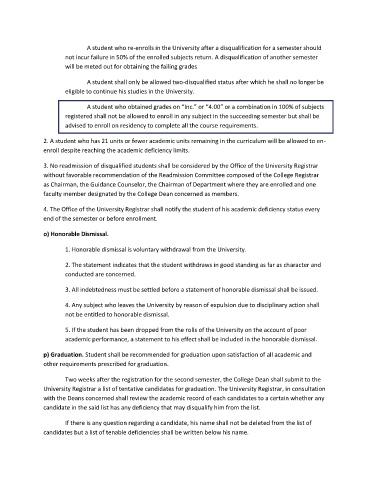 A student who re-enrolls in the University after a disqualification for a semester should
not incur failure in 50% of the enrolled subjects return. A disqualification of another semester
will be meted out for obtaining the failing grades
A student shall only be allowed two-disqualified status after which he shall no longer be
eligible to continue his studies in the University.
A student who obtained grades on "Inc." or "4.00" or a combination in 100% of subjects
registered shall not be allowed to enroll in any subject in the succeeding semester but shall be
advised to enroll on residency to complete all the course requirements.
2. A student who has 21 units or fewer academic units remaining in the curriculum will be allowed to en-
enroll despite reaching the academic deficiency limits.
3. No readmission of disqualified students shall be considered by the Office of the University Registrar
without favorable recommendation of the Readmission Committee composed of the College Registrar
as Chairman, the Guidance Counselor, the Chairman of Department where they are enrolled and one
faculty member designated by the College Dean concerned as members.
4. The Office of the University Registrar shall notify the student of his academic deficiency status every
end of the semester or before enrollment.
o) Honorable Dismissal.
1. Honorable dismissal is voluntary withdrawal from the University.
2. The statement indicates that the student withdraws in good standing as far as character and
conducted are concerned.
3. All indebtedness must be settled before a statement of honorable dismissal shall be issued.
4. Any subject who leaves the University by reason of expulsion due to disciplinary action shall
not be entitled to honorable dismissal.
5. If the student has been dropped from the rolls of the University on the account of poor
academic performance, a statement to his effect shall be included in the honorable dismissal.
p) Graduation. Student shall be recommended for graduation upon satisfaction of all academic and
other requirements prescribed for graduation.
Two weeks after the registration for the second semester, the College Dean shall submit to the
University Registrar a list of tentative candidates for graduation. The University Registrar, in consultation
with the Deans concerned shall review the academic record of each candidates to a certain whether any
candidate in the said list has any deficiency that may disqualify him from the list.
If there is any question regarding a candidate, his name shall not be deleted from the list of
candidates but a list of tenable deficiencies shall be written below his name.